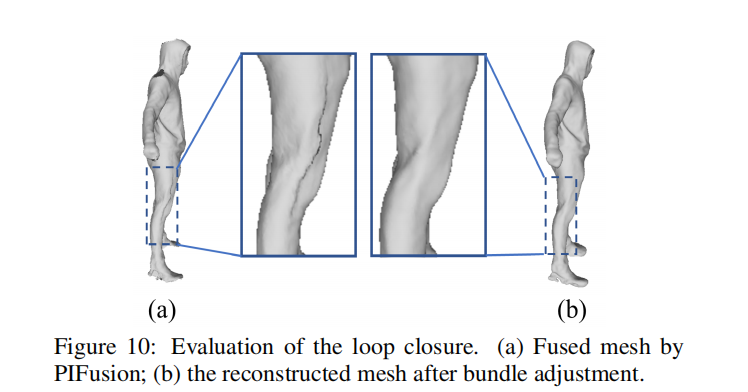 (a)
(b)
Figure 10: Evaluation of the loop closure. (a) Fused mesh by
PIFusion; (b) the reconstructed mesh after bundle adjustment.